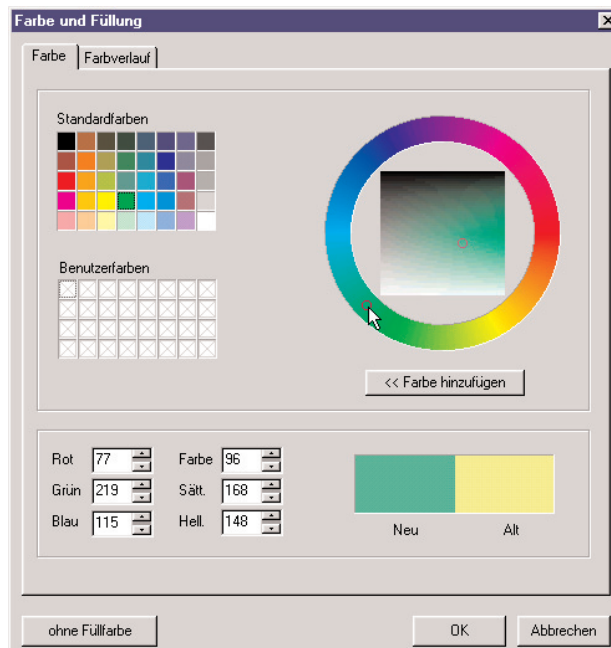 Farbe und Füllung
Farbe Farbverlauf
Standardfarben
Benutzerfarben
<< Farbe hinzufügen
Rot 77 Farbe 96
Grün 219 Sätt. 168
Blau 115 Hell. 148
Neu Alt
ohne Füllfarbe OK Abbrechen